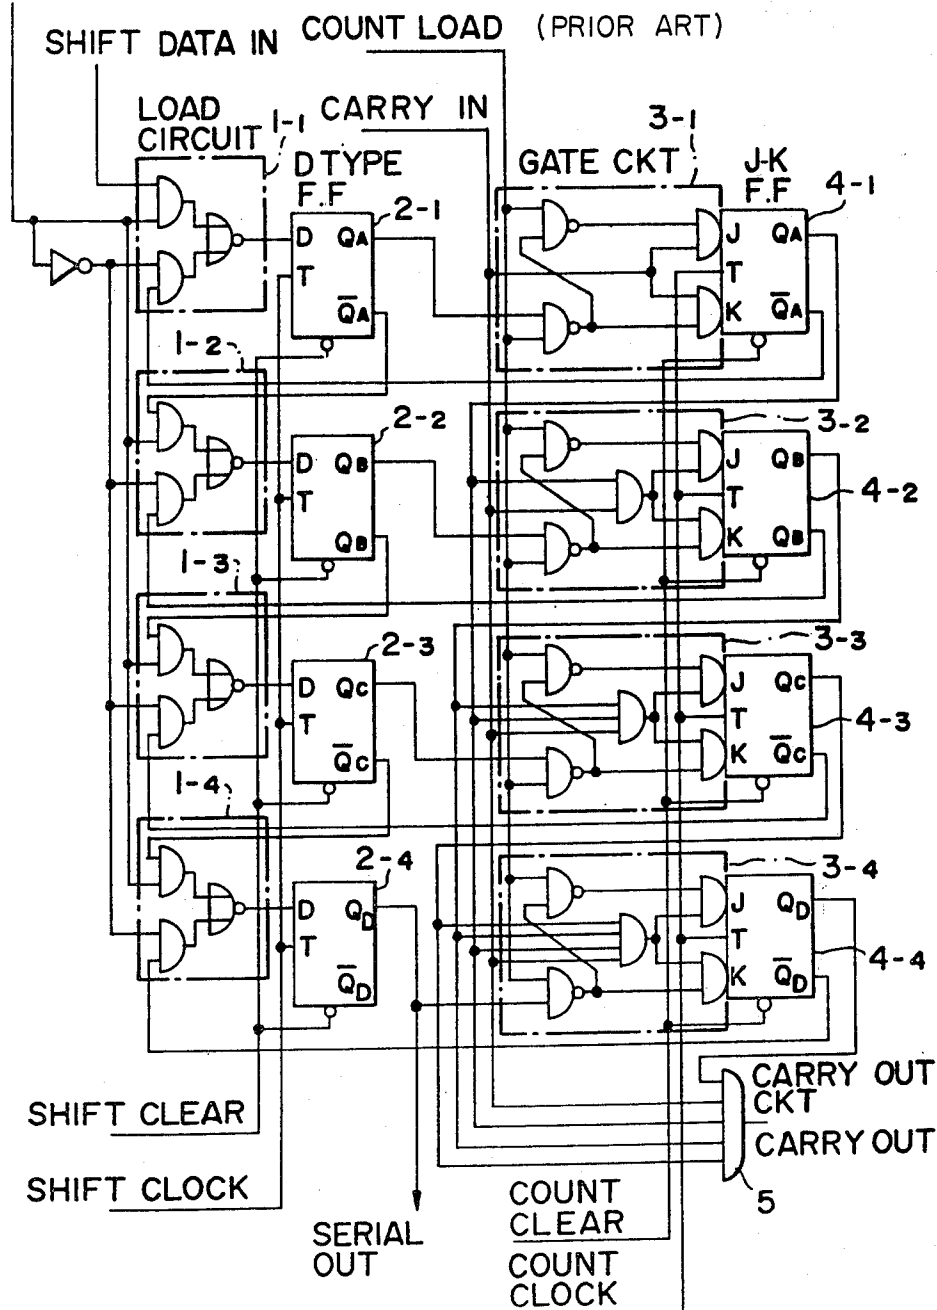 COUNT LOAD (PRIOR ART)
SHIFT DATA IN
LOAD
CIRCUIT
1-1
CARRY IN
3-1
D TYPE
F.F
GATE CKT
J-K
F.F
2-1
4-1
D QA
T
Q̅A
J QA
T
K Q̅A
1-2
2-2
3-2
4-2
D QB
T
QB
J QB
T
K QB
1-3
2-3
3-3
4-3
D QC
T
Q̅C
J QC
T
K Q̅C
1-4
2-4
3-4
4-4
D QD
T
Q̅D
J QD
T
K Q̅D
CARRY OUT
CKT
CARRY OUT
5
SHIFT CLEAR
SHIFT CLOCK
SERIAL
OUT
COUNT
CLEAR
COUNT
CLOCK